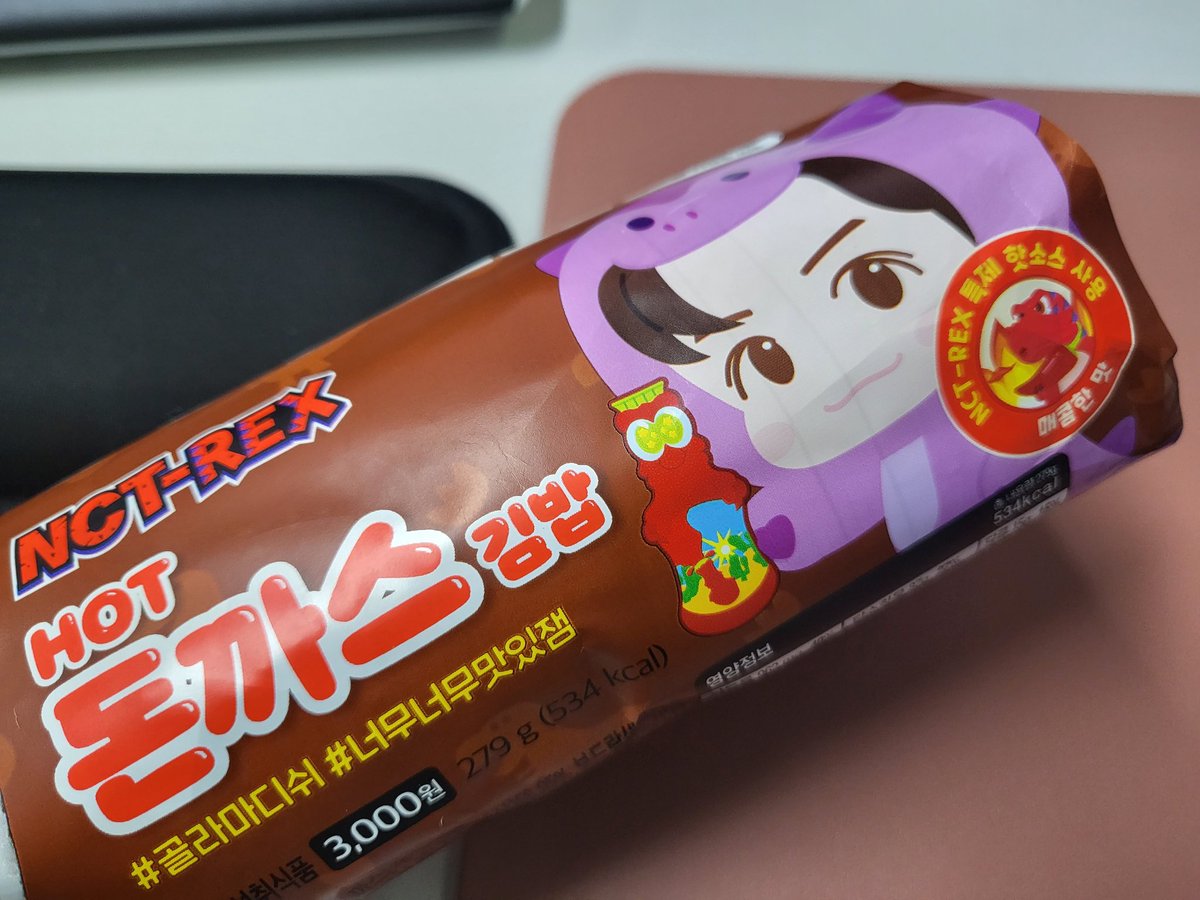 NCT-REX
HOT
돈까스 김밥
#골라마디쉬 #너무너무맛있잼
3,000원 279 g (534 kcal)
NCT-REX 특제 핫소스 사용
매콤한 맛
534kcal
영양정보